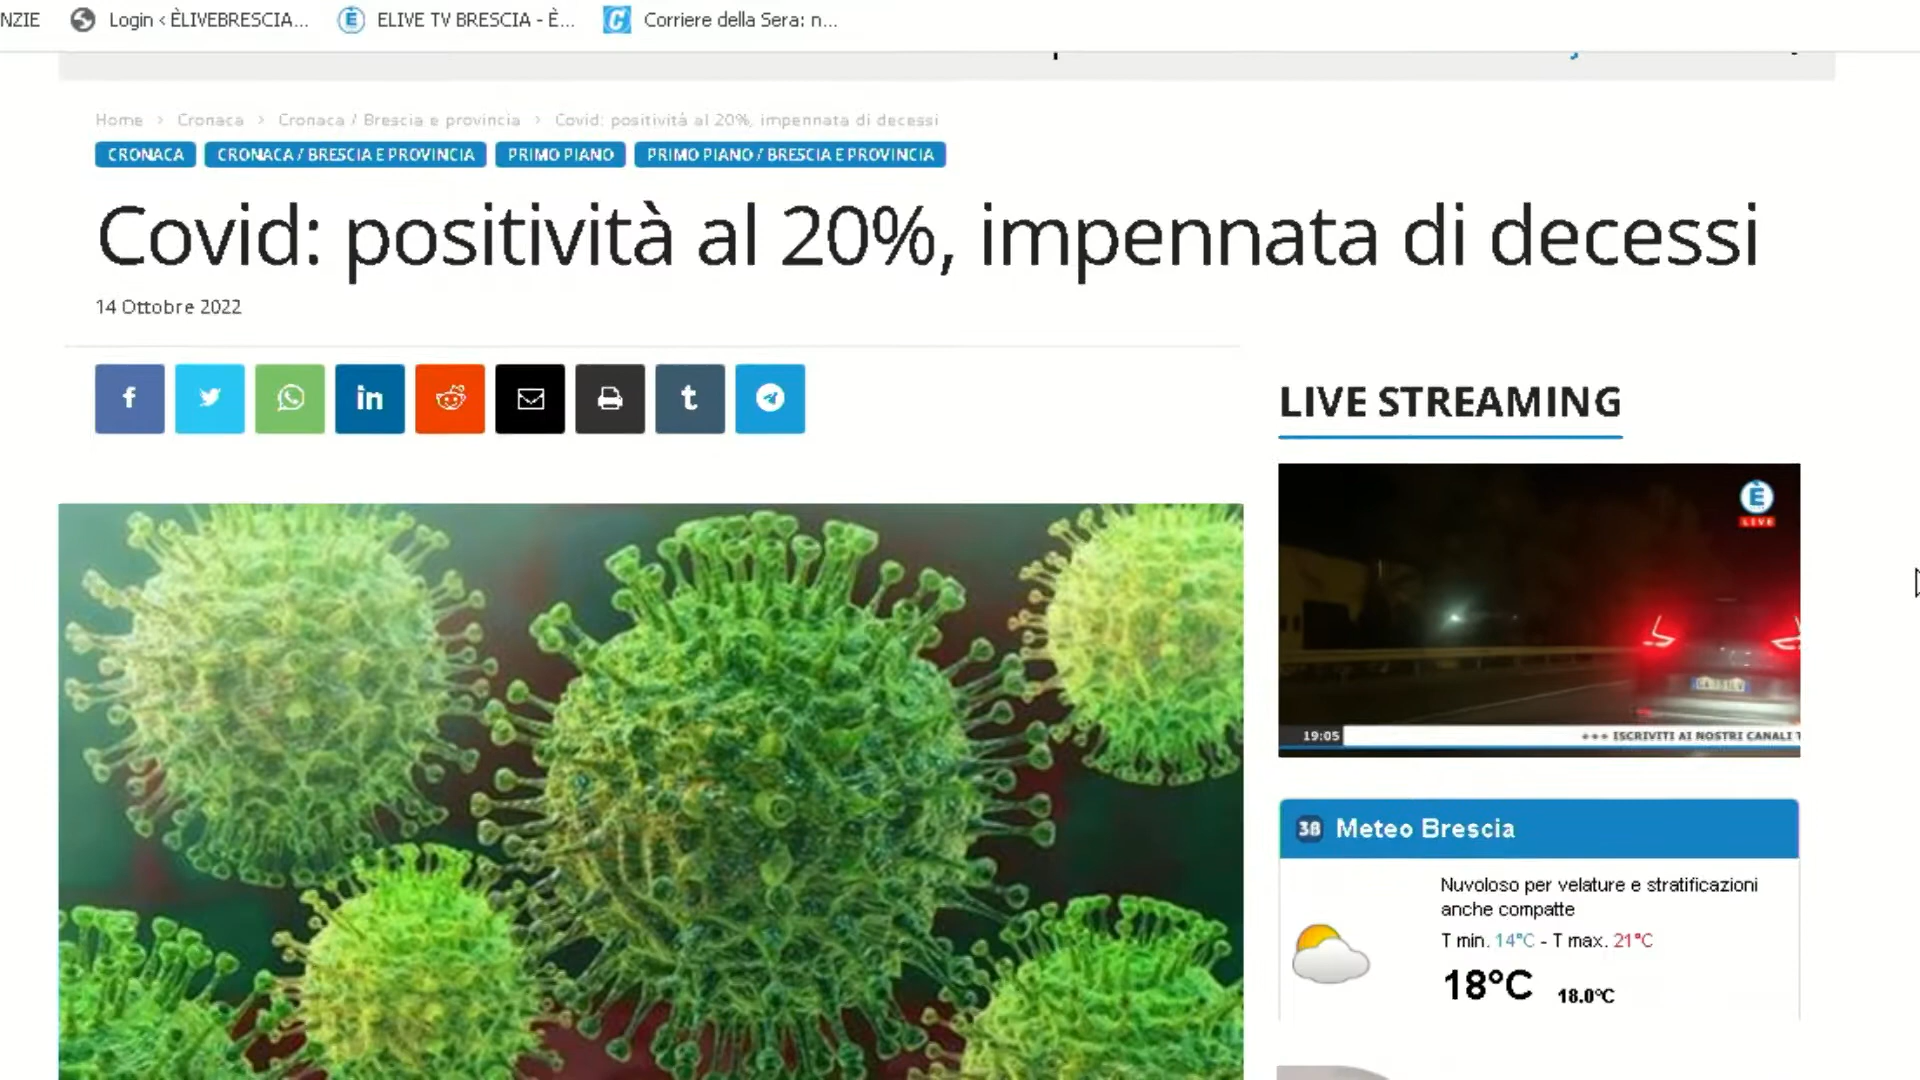 NZIE
Login ‹ ÈLIVEBRESCIA...
ELIVE TV BRESCIA - È...
Corriere della Sera: n...
Home > Cronaca > Cronaca / Brescia e provincia > Covid: positività al 20%, impennata di decessi
CRONACA
CRONACA / BRESCIA E PROVINCIA
PRIMO PIANO
PRIMO PIANO / BRESCIA E PROVINCIA
Covid: positività al 20%, impennata di decessi
14 Ottobre 2022
LIVE STREAMING
È
LIVE
19:05
+++ ISCRIVITI AI NOSTRI CANALI T
3B Meteo Brescia
Nuvoloso per velature e stratificazioni
anche compatte
T min. 14°C - T max. 21°C
18°C 18.0°C